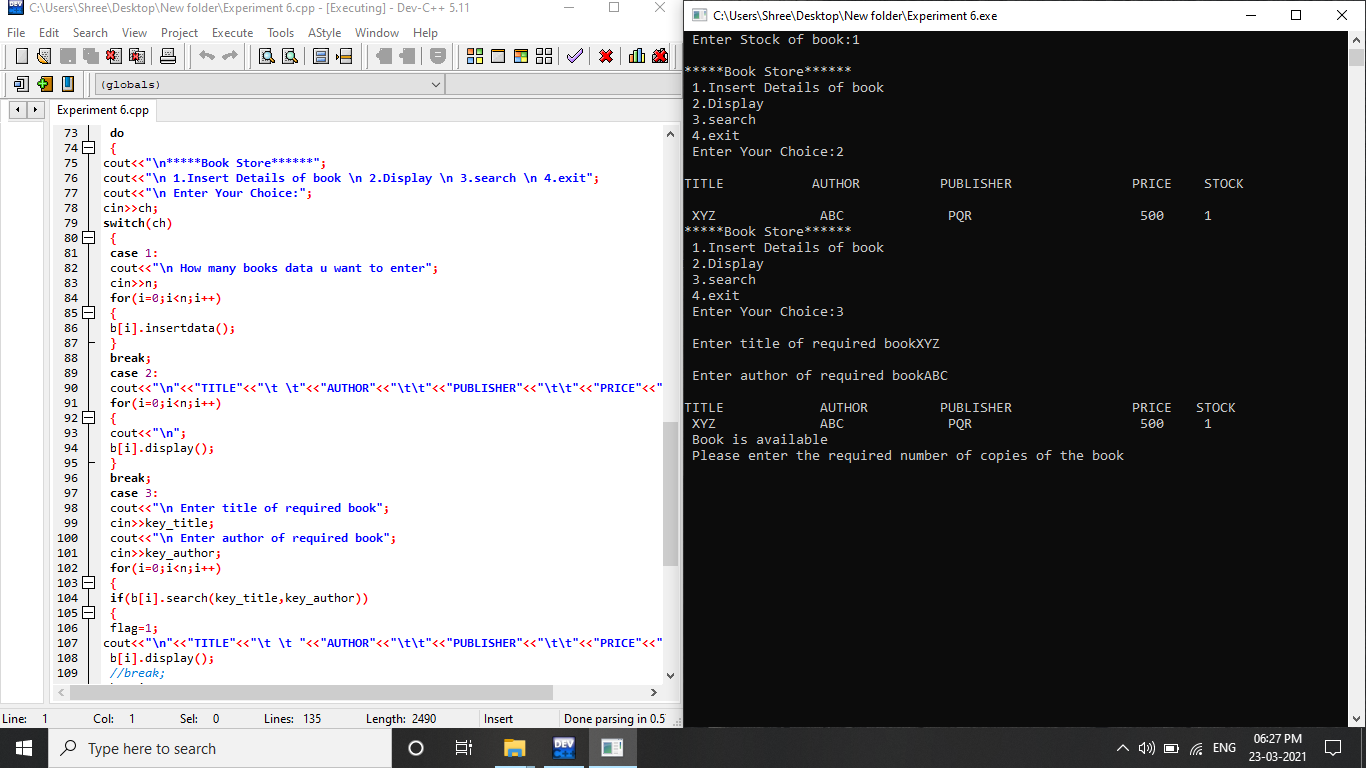 C:\Users\Shree\Desktop\New folder\Experiment 6.cpp - [Executing] - Dev-C++ 5.11
File Edit Search View Project Execute Tools AStyle Window Help
(globals)
Experiment 6.cpp
73 do
74 {
75 cout<<"\n*****Book Store******";
76 cout<<"\n 1.Insert Details of book \n 2.Display \n 3.search \n 4.exit";
77 cout<<"\n Enter Your Choice:";
78 cin>>ch;
79 switch(ch)
80 {
81 case 1:
82 cout<<"\n How many books data u want to enter";
83 cin>>n;
84 for(i=0;i<n;i++)
85 {
86 b[i].insertdata();
87 }
88 break;
89 case 2:
90 cout<<"\n"<<"TITLE"<<"\t \t"<<"AUTHOR"<<"\t\t"<<"PUBLISHER"<<"\t\t"<<"PRICE"<<"
91 for(i=0;i<n;i++)
92 {
93 cout<<"\n";
94 b[i].display();
95 }
96 break;
97 case 3:
98 cout<<"\n Enter title of required book";
99 cin>>key_title;
100 cout<<"\n Enter author of required book";
101 cin>>key_author;
102 for(i=0;i<n;i++)
103 {
104 if(b[i].search(key_title,key_author))
105 {
106 flag=1;
107 cout<<"\n"<<"TITLE"<<"\t \t "<<"AUTHOR"<<"\t\t"<<"PUBLISHER"<<"\t\t"<<"PRICE"<<"
108 b[i].display();
109 //break;
Line: 1 Col: 1 Sel: 0 Lines: 135 Length: 2490 Insert Done parsing in 0.5
C:\Users\Shree\Desktop\New folder\Experiment 6.exe
Enter Stock of book:1
*****Book Store******
1.Insert Details of book
2.Display
3.search
4.exit
Enter Your Choice:2
TITLE AUTHOR PUBLISHER PRICE STOCK
XYZ ABC PQR 500 1
*****Book Store******
1.Insert Details of book
2.Display
3.search
4.exit
Enter Your Choice:3
Enter title of required bookXYZ
Enter author of required bookABC
TITLE AUTHOR PUBLISHER PRICE STOCK
XYZ ABC PQR 500 1
Book is available
Please enter the required number of copies of the book
Type here to search
DEV
ENG
06:27 PM
23-03-2021